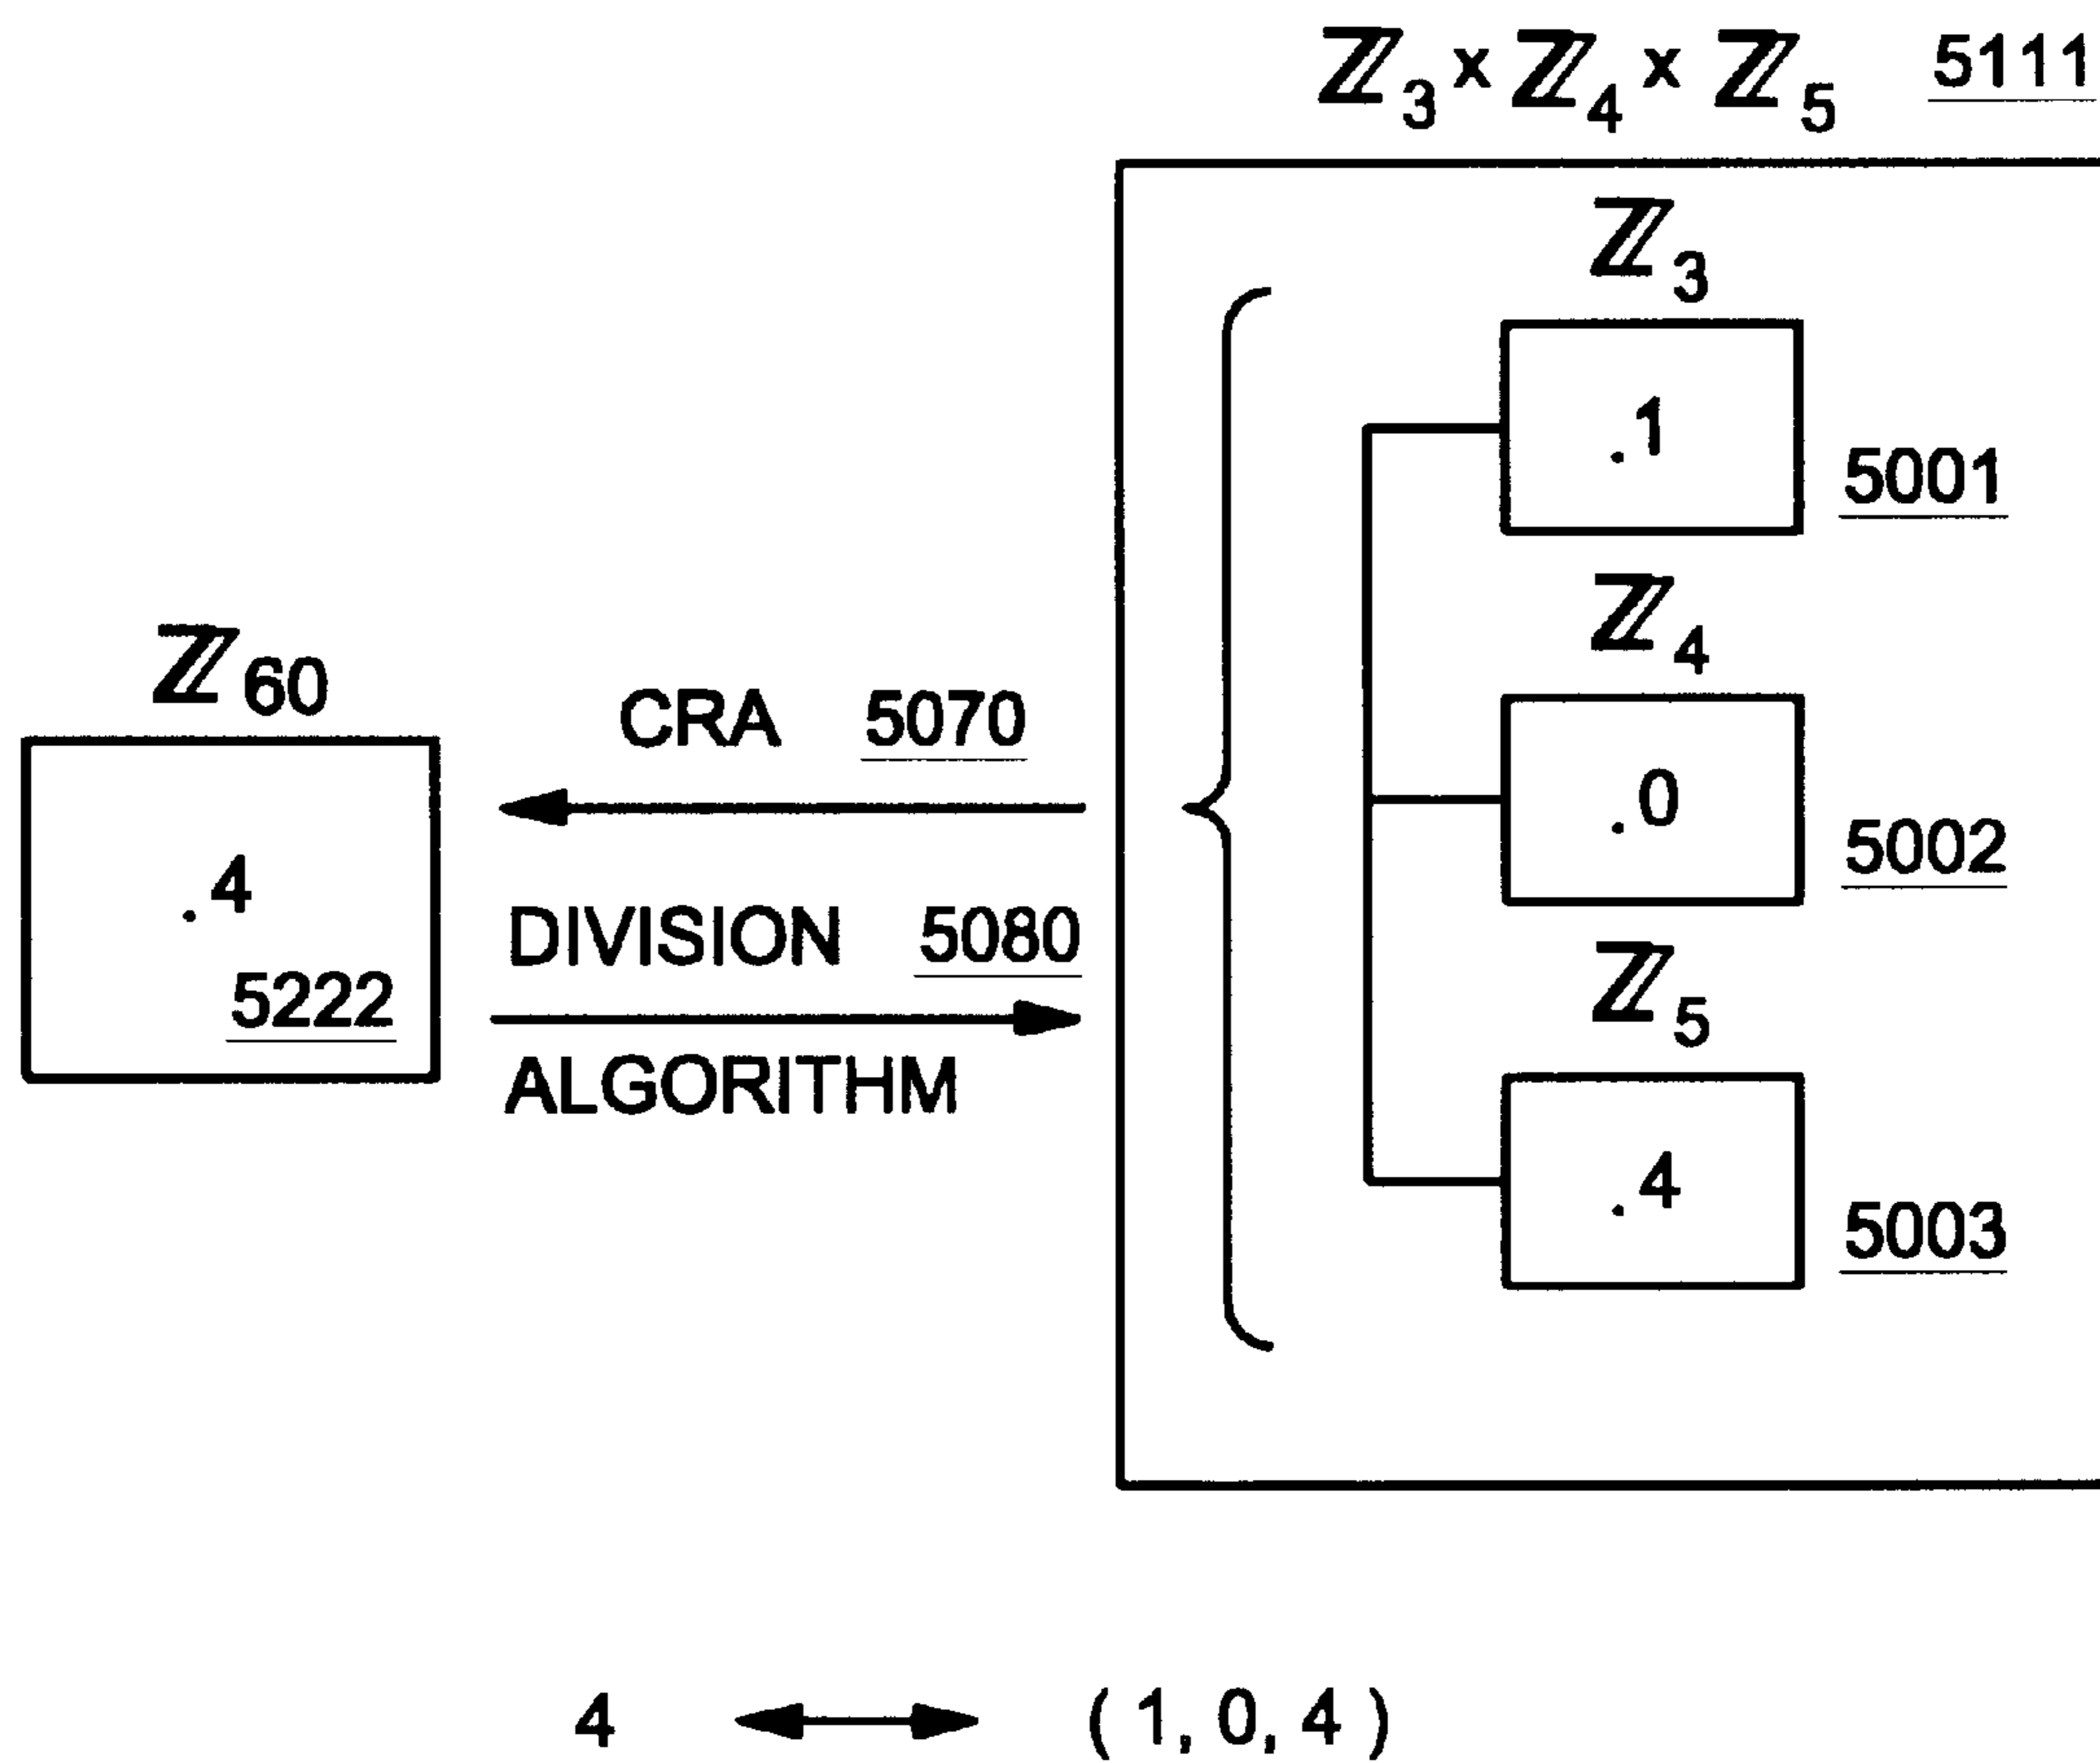 ℤ3 x ℤ4 x ℤ5 5111
ℤ3
.1
5001
ℤ4
.0
5002
ℤ5
.4
5003
ℤ60
.4
5222
CRA 5070
DIVISION 5080
ALGORITHM
4 ↔ (1,0,4)